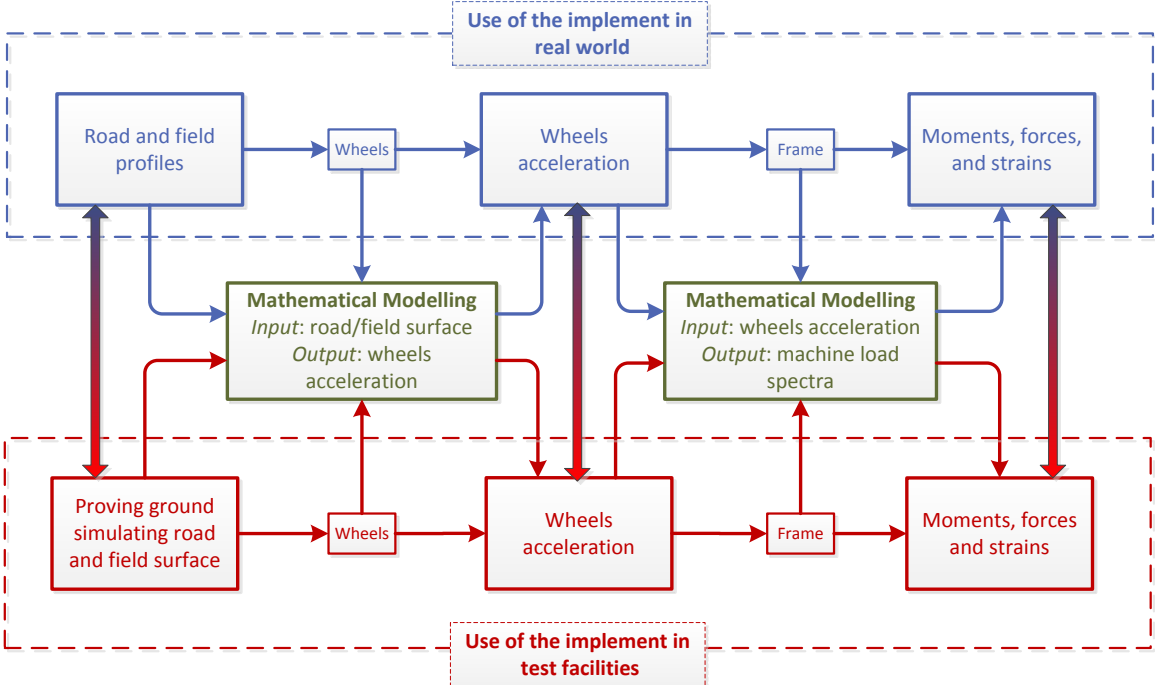 Use of the implement in
real world
Road and field
profiles
Wheels
Wheels
acceleration
Frame
Moments, forces,
and strains
Mathematical Modelling
Input: road/field surface
Output: wheels
acceleration
Mathematical Modelling
Input: wheels acceleration
Output: machine load
spectra
Proving ground
simulating road
and field surface
Wheels
Wheels
acceleration
Frame
Moments, forces
and strains
Use of the implement in
test facilities